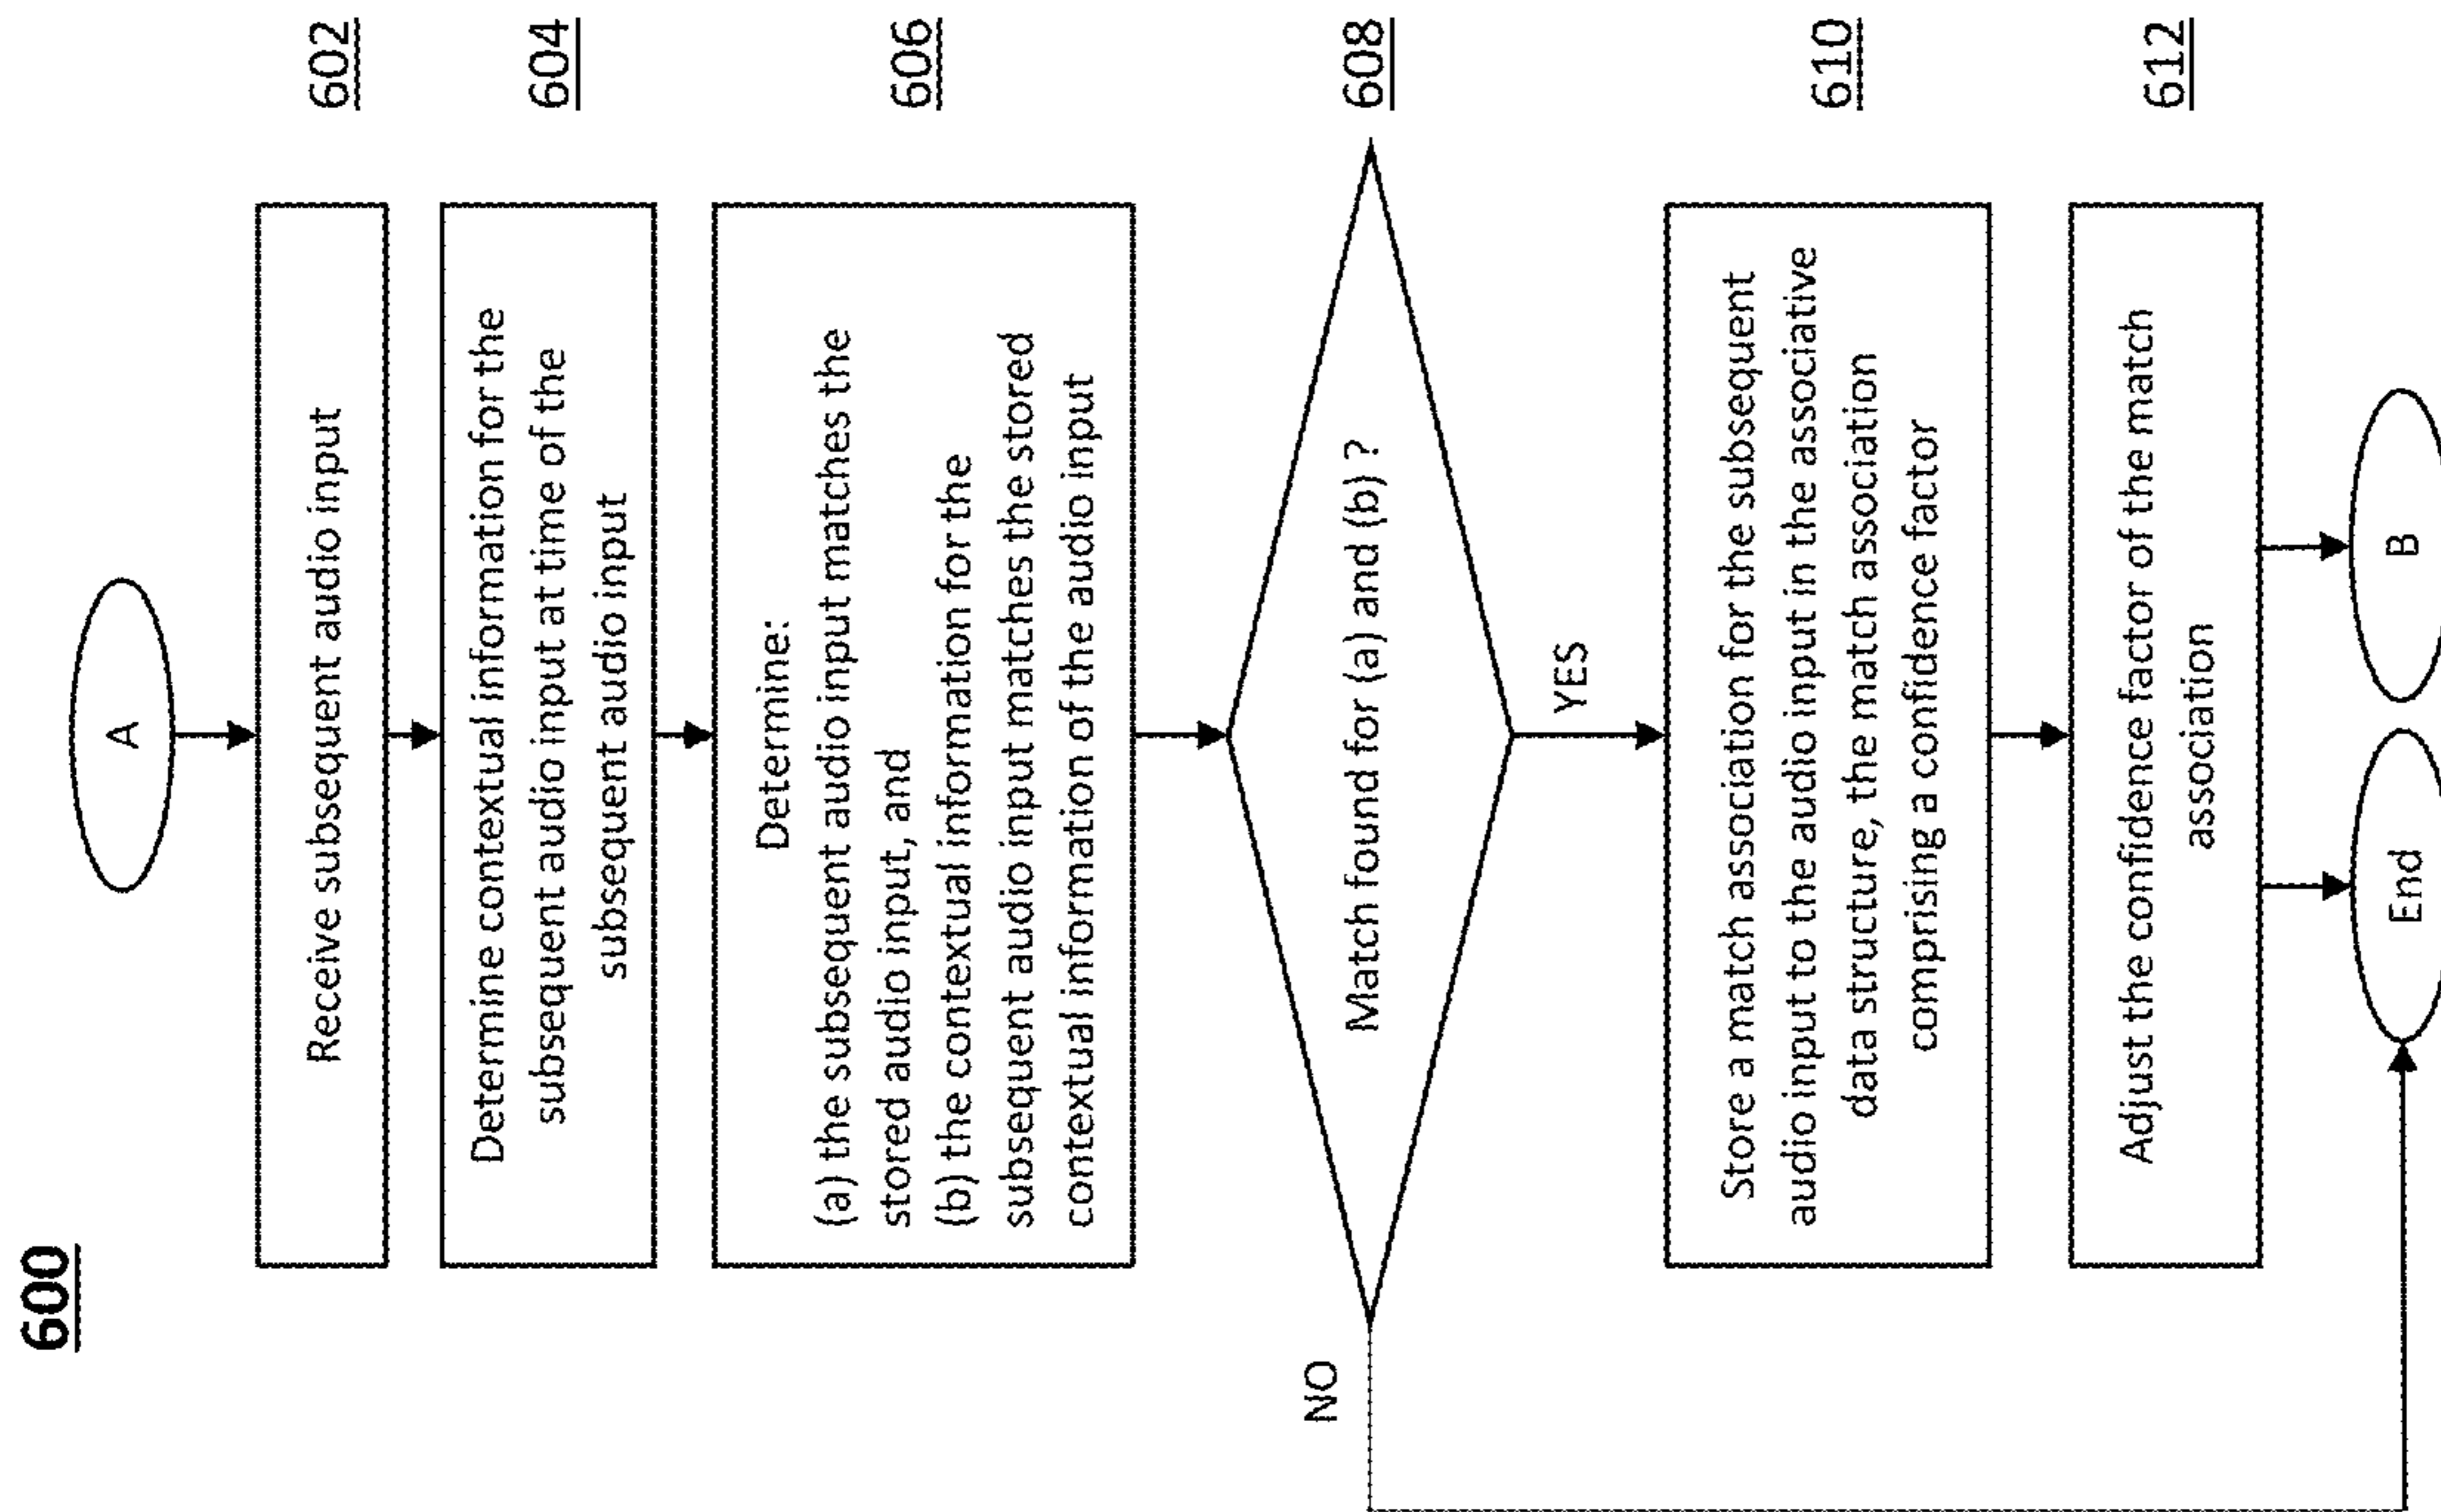 600
A
Receive subsequent audio input
602
Determine contextual information for the
subsequent audio input at time of the
subsequent audio input
604
Determine:
(a) the subsequent audio input matches the
stored audio input, and
(b) the contextual information for the
subsequent audio input matches the stored
contextual information of the audio input
606
Match found for (a) and (b) ?
608
NO
YES
Store a match association for the subsequent
audio input to the audio input in the associative
data structure, the match association
comprising a confidence factor
610
Adjust the confidence factor of the match
association
612
End
B